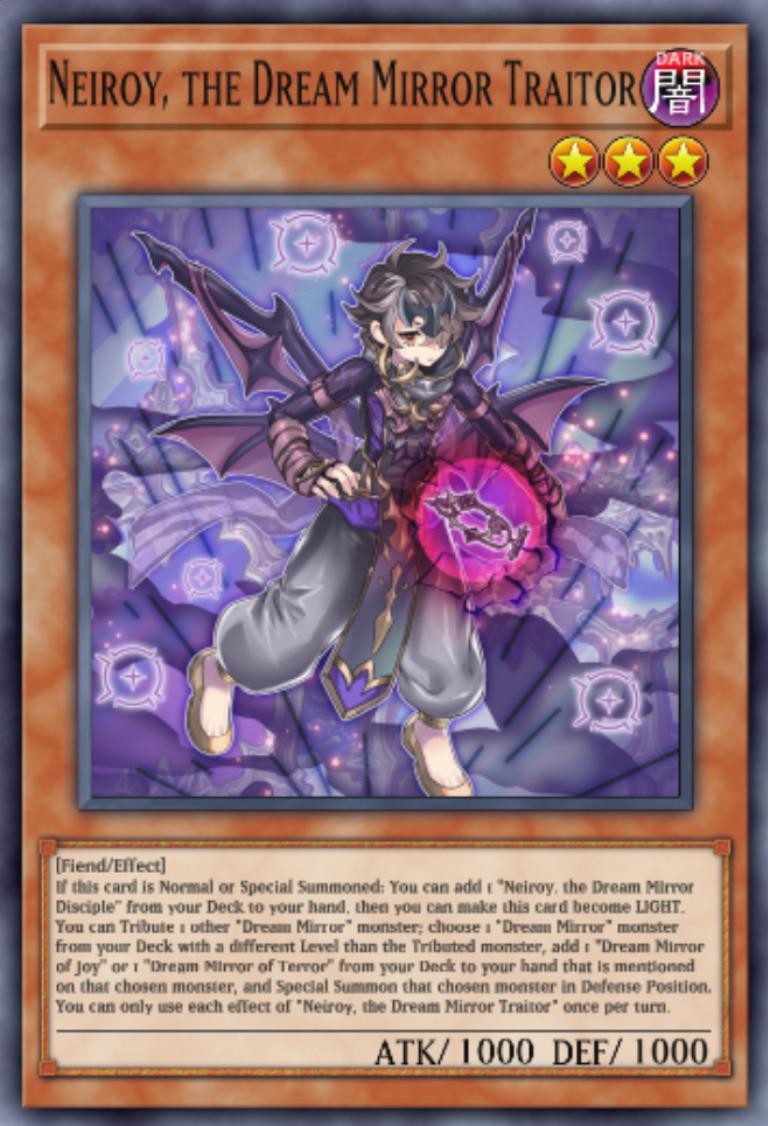 NEIROY, THE DREAM MIRROR TRAITOR
DARK
闇
[Fiend/Effect]
If this card is Normal or Special Summoned: You can add 1 "Neiroy, the Dream Mirror
Disciple" from your Deck to your hand, then you can make this card become LIGHT.
You can Tribute 1 other "Dream Mirror" monster; choose 1 "Dream Mirror" monster
from your Deck with a different Level than the Tributed monster, add 1 "Dream Mirror
of Joy" or 1 "Dream Mirror of Terror" from your Deck to your hand that is mentioned
on that chosen monster, and Special Summon that chosen monster in Defense Position.
You can only use each effect of "Neiroy, the Dream Mirror Traitor" once per turn.
ATK/ 1000 DEF/ 1000